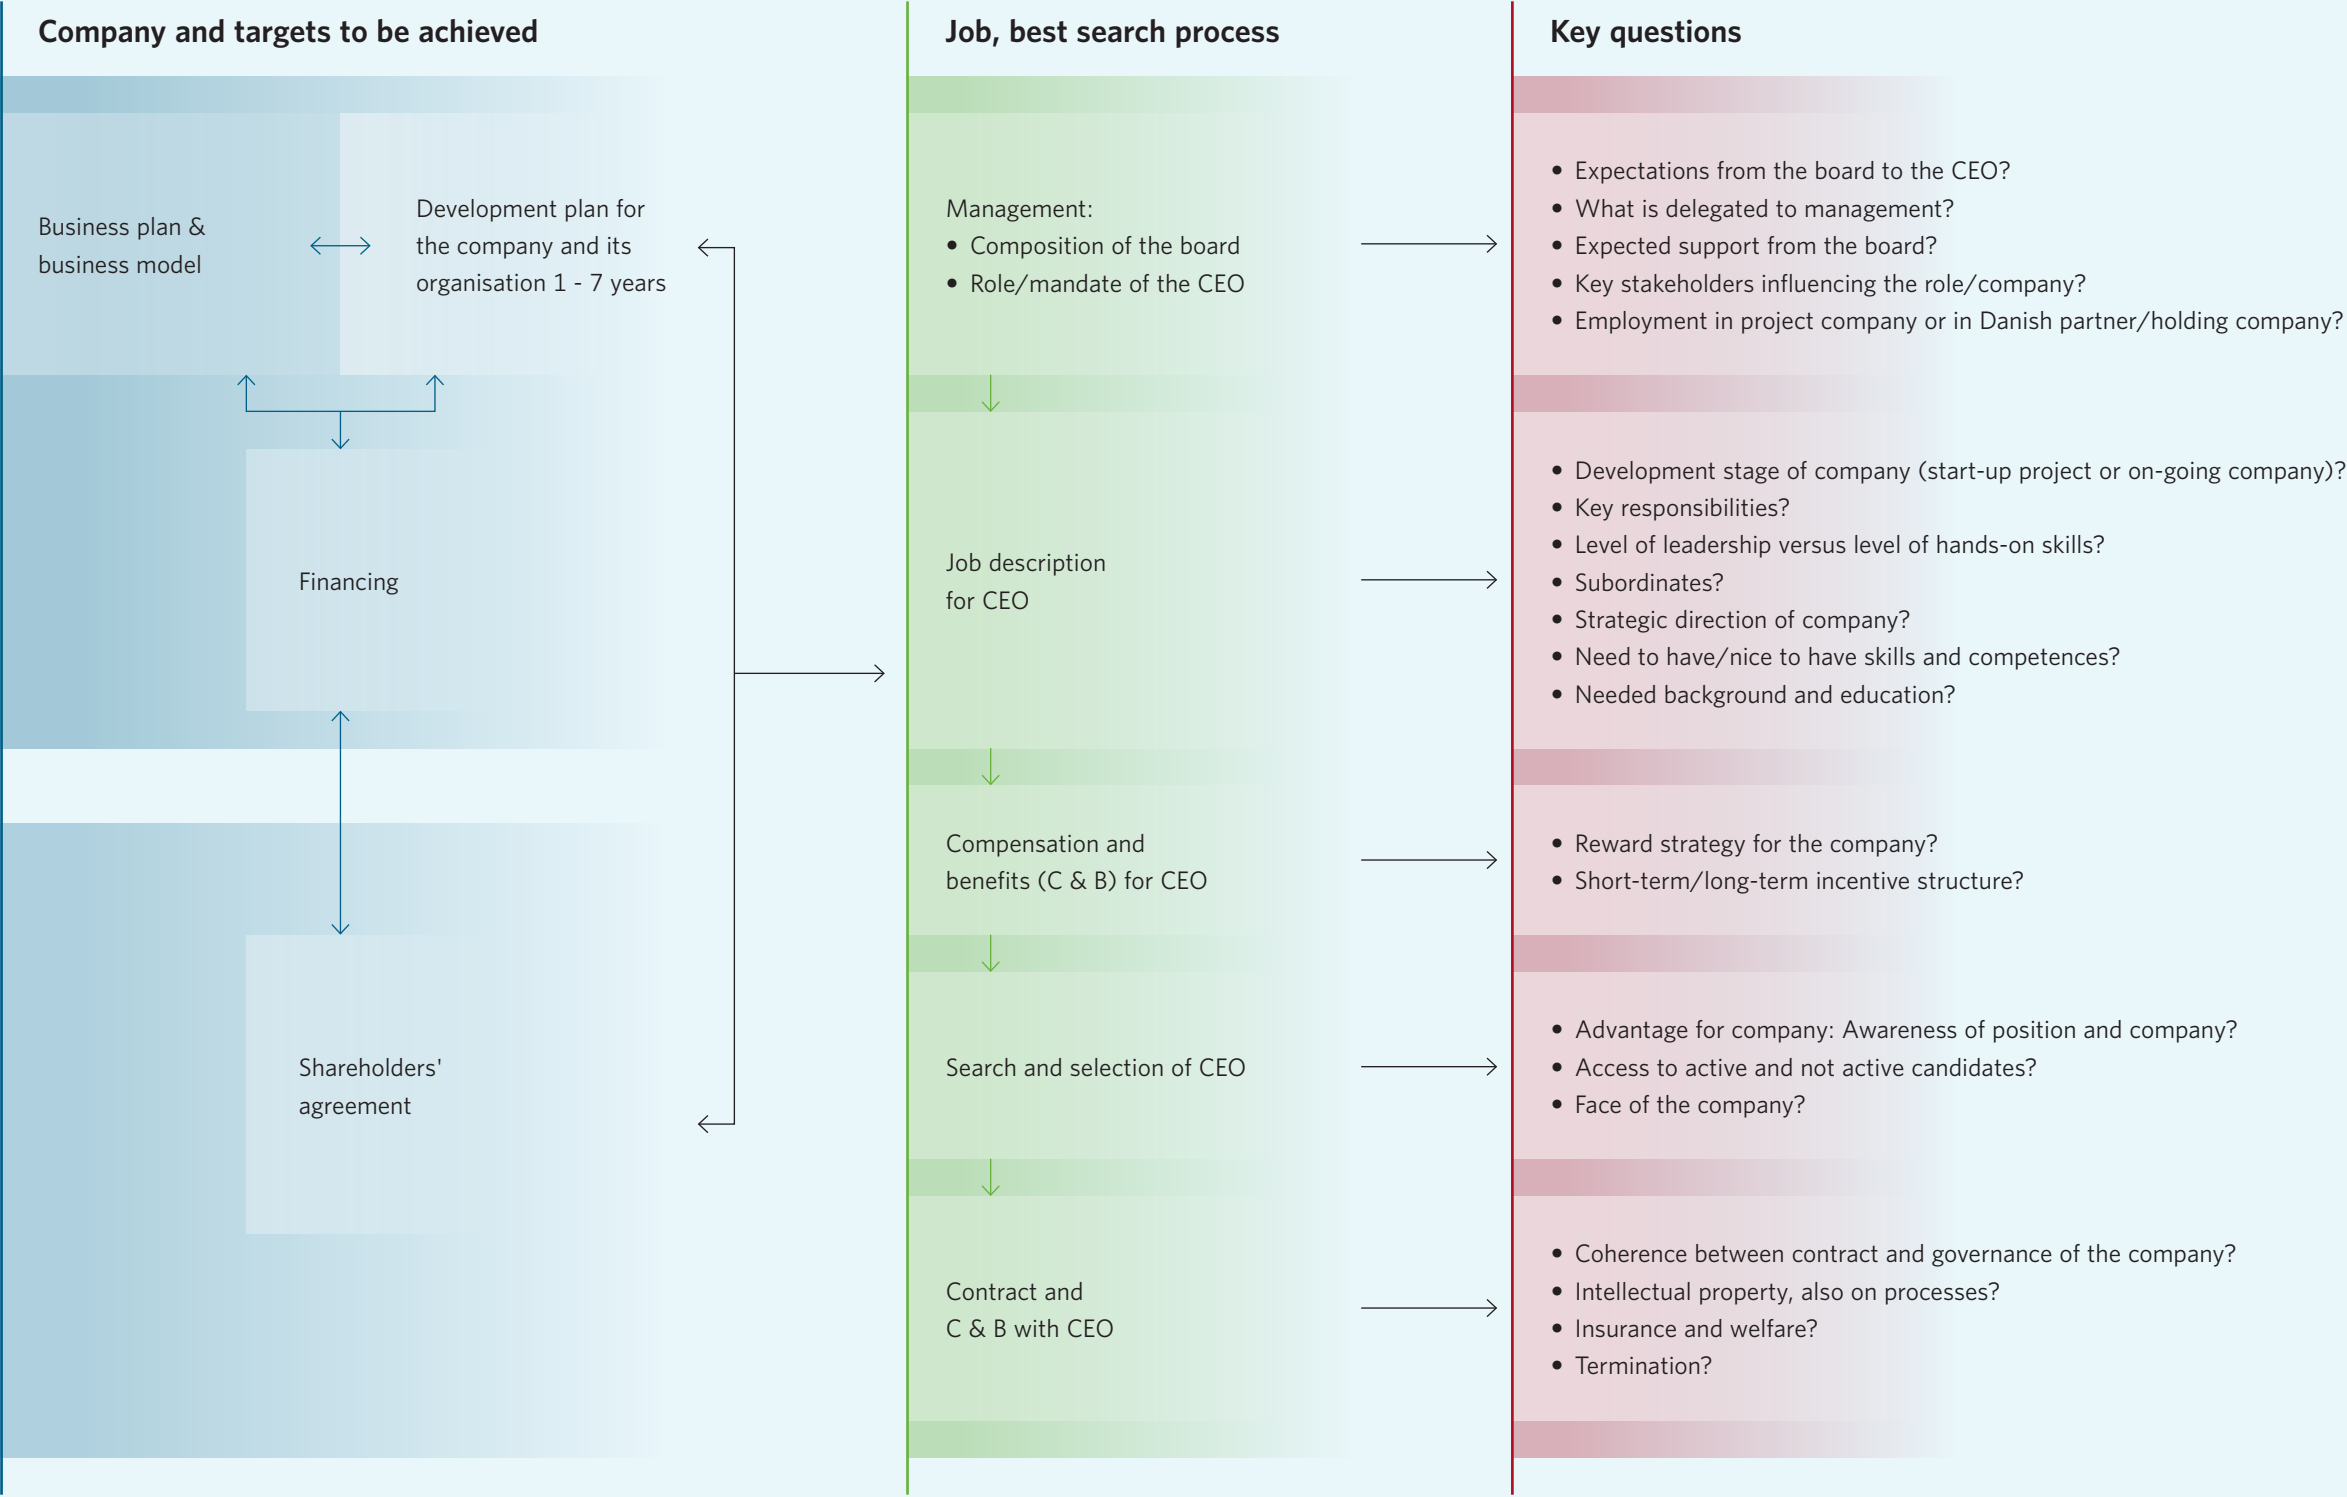 Company and targets to be achieved
Business plan &
business model
Development plan for
the company and its
organisation 1 - 7 years
Financing
Shareholders'
agreement
Job, best search process
Management:
• Composition of the board
• Role/mandate of the CEO
Job description
for CEO
Compensation and
benefits (C & B) for CEO
Search and selection of CEO
Contract and
C & B with CEO
Key questions
• Expectations from the board to the CEO?
• What is delegated to management?
• Expected support from the board?
• Key stakeholders influencing the role/company?
• Employment in project company or in Danish partner/holding company?
• Development stage of company (start-up project or on-going company)?
• Key responsibilities?
• Level of leadership versus level of hands-on skills?
• Subordinates?
• Strategic direction of company?
• Need to have/nice to have skills and competences?
• Needed background and education?
• Reward strategy for the company?
• Short-term/long-term incentive structure?
• Advantage for company: Awareness of position and company?
• Access to active and not active candidates?
• Face of the company?
• Coherence between contract and governance of the company?
• Intellectual property, also on processes?
• Insurance and welfare?
• Termination?